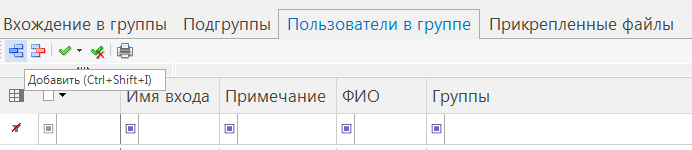 Вхождение в группы Подгруппы Пользователи в группе Прикрепленные файлы
Добавить (Ctrl+Shift+I)
Имя входа Примечание ФИО Группы